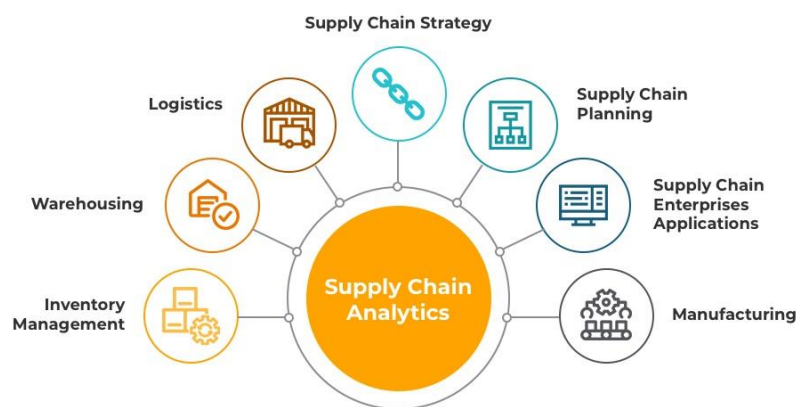 Supply Chain Strategy
Logistics
Supply Chain
Planning
Warehousing
Supply Chain
Enterprises
Applications
Inventory
Management
Supply Chain
Analytics
Manufacturing